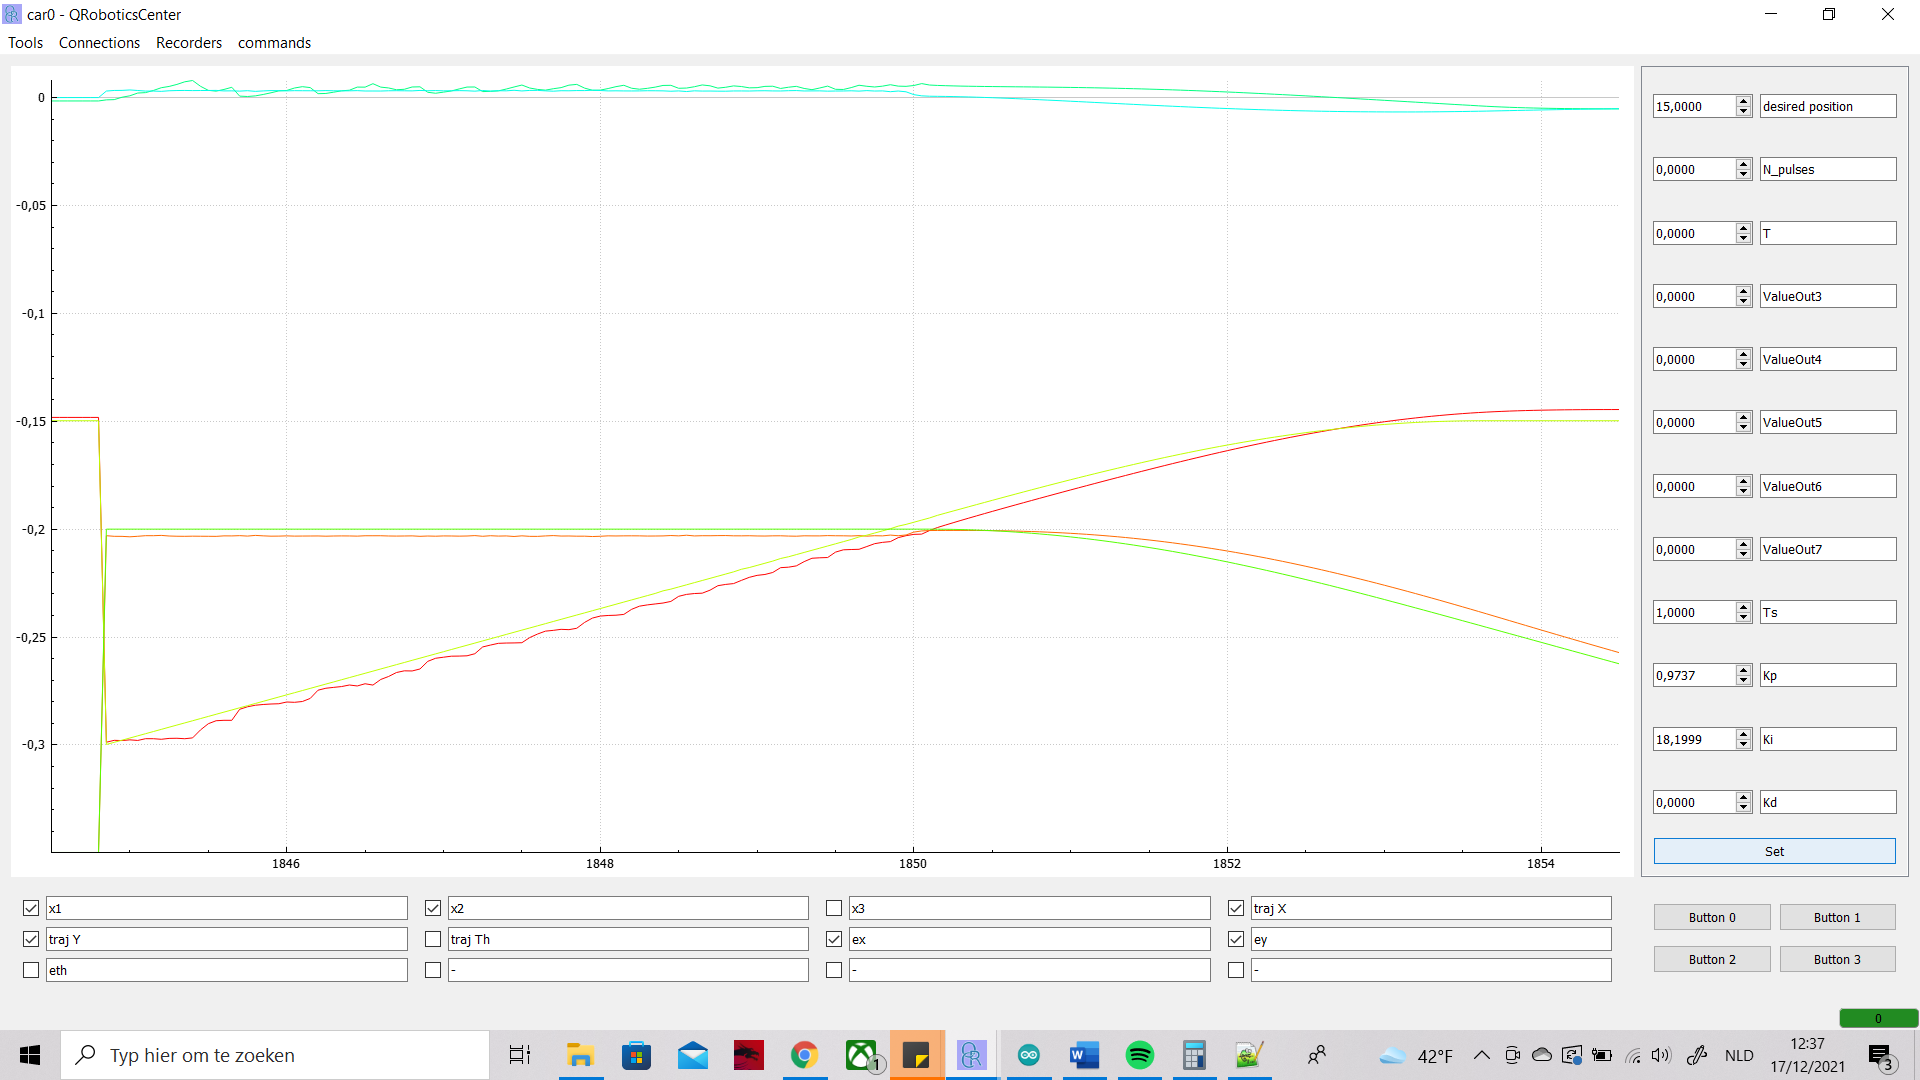 car0 - QRoboticsCenter
Tools Connections Recorders commands
0
-0,05
-0,1
-0,15
-0,2
-0,25
-0,3
1846 1848 1850 1852 1854
15,0000 desired position
0,0000 N_pulses
0,0000 T
0,0000 ValueOut3
0,0000 ValueOut4
0,0000 ValueOut5
0,0000 ValueOut6
0,0000 ValueOut7
1,0000 Ts
0,9737 Kp
18,1999 Ki
0,0000 Kd
Set
x1 x2 x3 traj X
traj Y traj Th ex ey
eth - - -
Button 0 Button 1
Button 2 Button 3
0
Typ hier om te zoeken
1
42°F
NLD
12:37
17/12/2021
3